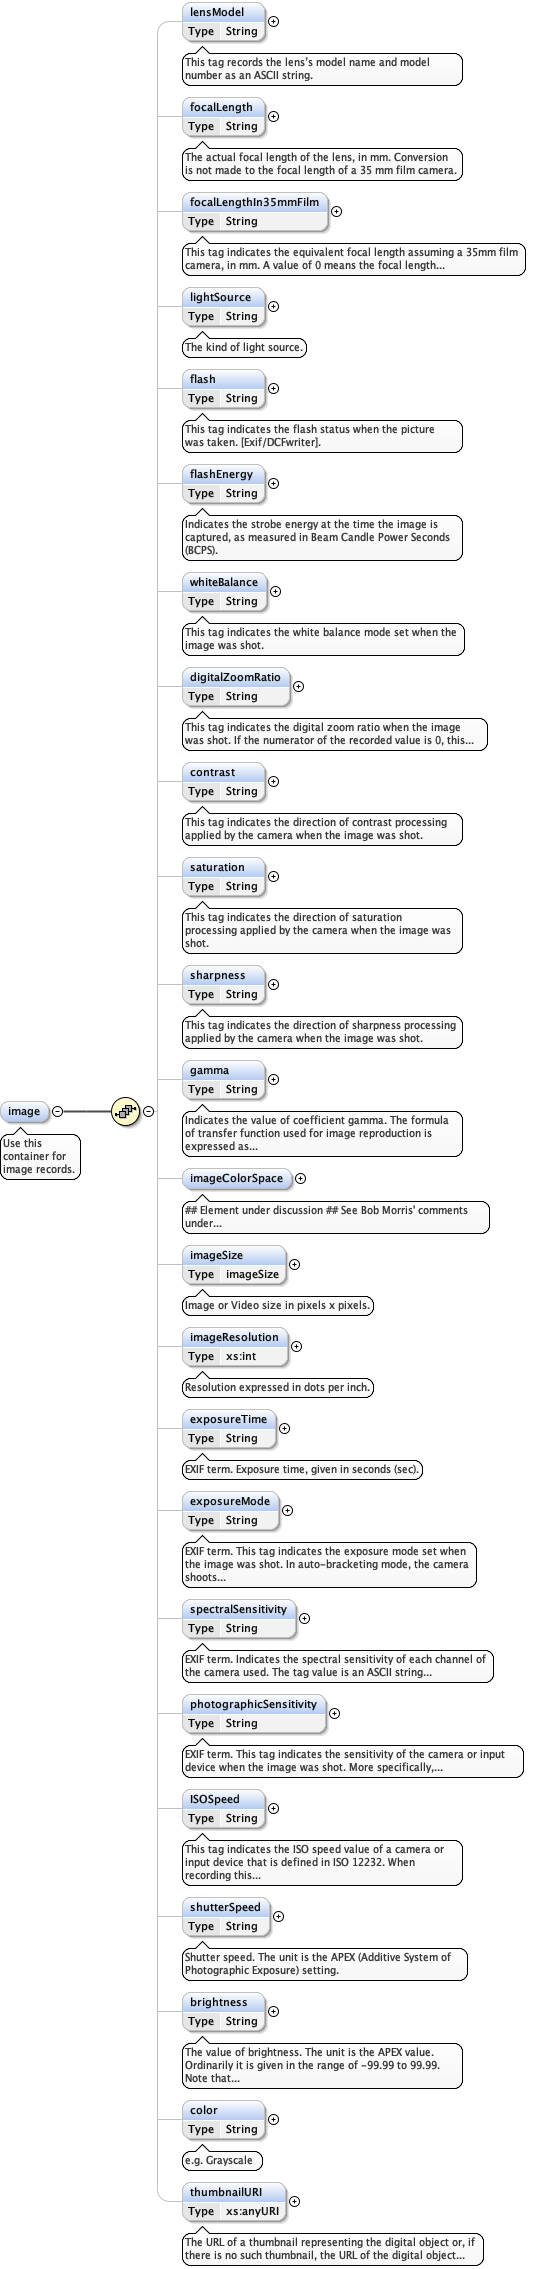 lensModel
Type String
This tag records the lens's model name and model
number as an ASCII string.
focalLength
Type String
The actual focal length of the lens, in mm. Conversion
is not made to the focal length of a 35 mm film camera.
focalLengthIn35mmFilm
Type String
This tag indicates the equivalent focal length assuming a 35mm film
camera, in mm. A value of 0 means the focal length...
lightSource
Type String
The kind of light source.
flash
Type String
This tag indicates the flash status when the picture
was taken. [Exif/DCFwriter].
flashEnergy
Type String
Indicates the strobe energy at the time the image is
captured, as measured in Beam Candle Power Seconds
(BCPS).
whiteBalance
Type String
This tag indicates the white balance mode set when the
image was shot.
digitalZoomRatio
Type String
This tag indicates the digital zoom ratio when the image
was shot. If the numerator of the recorded value is 0, this...
contrast
Type String
This tag indicates the direction of contrast processing
applied by the camera when the image was shot.
saturation
Type String
This tag indicates the direction of saturation
processing applied by the camera when the image was
shot.
sharpness
Type String
This tag indicates the direction of sharpness processing
applied by the camera when the image was shot.
gamma
Type String
Indicates the value of coefficient gamma. The formula
of transfer function used for image reproduction is
expressed as...
image
Use this
container for
image records.
imageColorSpace
## Element under discussion ## See Bob Morris' comments
under...
imageSize
Type imageSize
Image or Video size in pixels x pixels.
imageResolution
Type xs:int
Resolution expressed in dots per inch.
exposureTime
Type String
EXIF term. Exposure time, given in seconds (sec).
exposureMode
Type String
EXIF term. This tag indicates the exposure mode set when
the image was shot. In auto-bracketing mode, the camera
shoots...
spectralSensitivity
Type String
EXIF term. Indicates the spectral sensitivity of each channel of
the camera used. The tag value is an ASCII string...
photographicSensitivity
Type String
EXIF term. This tag indicates the sensitivity of the camera or input
device when the image was shot. More specifically,...
ISOSpeed
Type String
This tag indicates the ISO speed value of a camera or
input device that is defined in ISO 12232. When
recording this...
shutterSpeed
Type String
Shutter speed. The unit is the APEX (Additive System of
Photographic Exposure) setting.
brightness
Type String
The value of brightness. The unit is the APEX value.
Ordinarily it is given in the range of -99.99 to 99.99.
Note that...
color
Type String
e.g. Grayscale
thumbnailURI
Type xs:anyURI
The URL of a thumbnail representing the digital object or, if
there is no such thumbnail, the URL of the digital object...